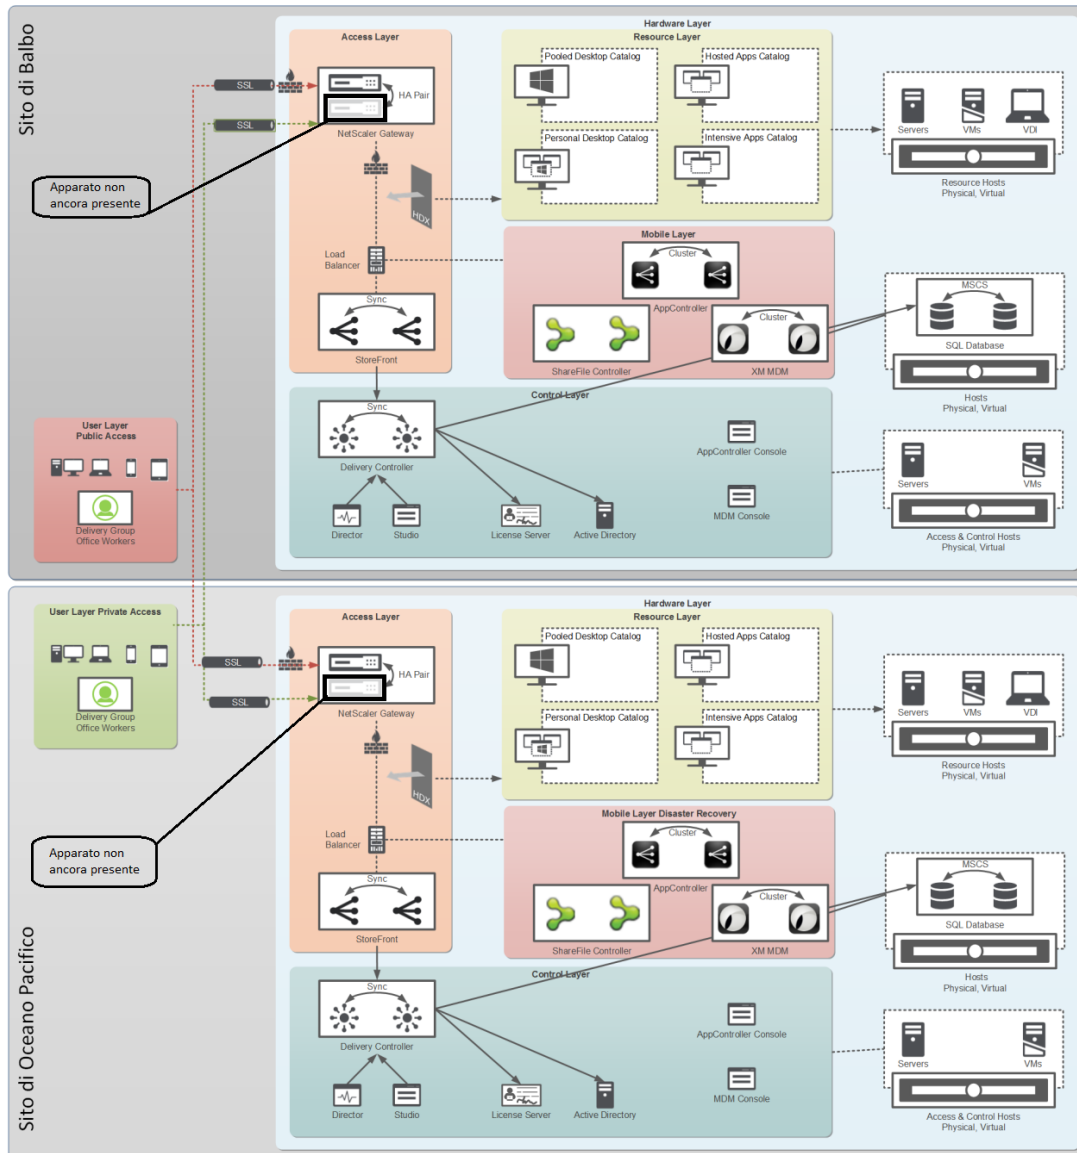 Sito di Balbo
Hardware Layer
Access Layer
Resource Layer
Pooled Desktop Catalog
Hosted Apps Catalog
SSL
HA Pair
SSL
NetScaler Gateway
Personal Desktop Catalog
Intensive Apps Catalog
Servers
VMs
VDI
Resource Hosts
Physical, Virtual
Apparato non
ancora presente
HDX
Mobile Layer
Load
Balancer
Cluster
AppController
Sync
StoreFront
ShareFile Controller
Cluster
XM MDM
MSCS
SQL Database
Hosts
Physical, Virtual
Control Layer
Sync
Delivery Controller
AppController Console
Director
Studio
License Server
Active Directory
MDM Console
Servers
VMs
Access & Control Hosts
Physical, Virtual
User Layer
Public Access
Delivery Group
Office Workers
Sito di Oceano Pacifico
User Layer Private Access
Delivery Group
Office Workers
Hardware Layer
Access Layer
Resource Layer
Pooled Desktop Catalog
Hosted Apps Catalog
SSL
HA Pair
SSL
NetScaler Gateway
Personal Desktop Catalog
Intensive Apps Catalog
Servers
VMs
VDI
Resource Hosts
Physical, Virtual
HDX
Apparato non
ancora presente
Mobile Layer Disaster Recovery
Load
Balancer
Cluster
AppController
Sync
StoreFront
ShareFile Controller
Cluster
XM MDM
MSCS
SQL Database
Hosts
Physical, Virtual
Control Layer
Sync
Delivery Controller
AppController Console
Director
Studio
License Server
Active Directory
MDM Console
Servers
VMs
Access & Control Hosts
Physical, Virtual